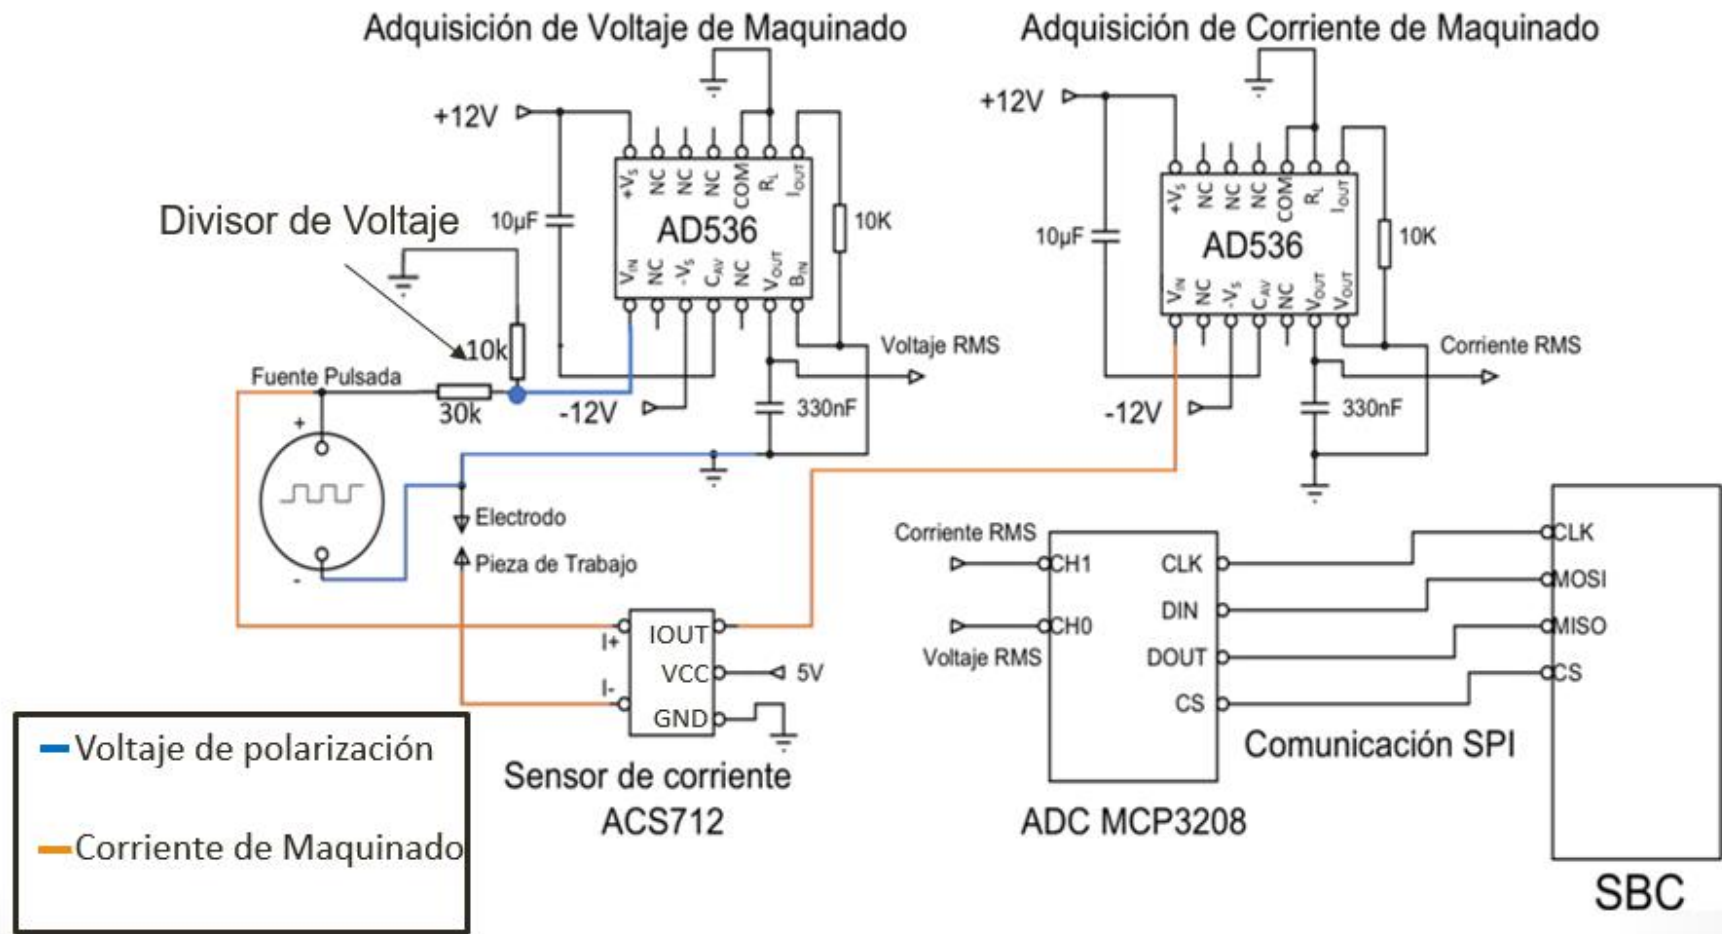 Adquisición de Voltaje de Maquinado
Adquisición de Corriente de Maquinado
+12V
+VS NC NC NC COM RL IOUT
10µF
AD536
10K
VIN NC -VS CAV NC VOUT BIN
-12V
330nF
Voltaje RMS
+12V
+VS NC NC NC COM RL IOUT
10µF
AD536
10K
VIN NC -VS CAV NC VOUT VOUT
-12V
330nF
Corriente RMS
Divisor de Voltaje
10k
Fuente Pulsada
30k
+
-
Electrodo
Pieza de Trabajo
I+
I-
IOUT
VCC
GND
5V
Sensor de corriente
ACS712
Corriente RMS
CH1
CH0
Voltaje RMS
CLK
DIN
DOUT
CS
ADC MCP3208
Comunicación SPI
CLK
MOSI
MISO
CS
SBC
Voltaje de polarización
Corriente de Maquinado